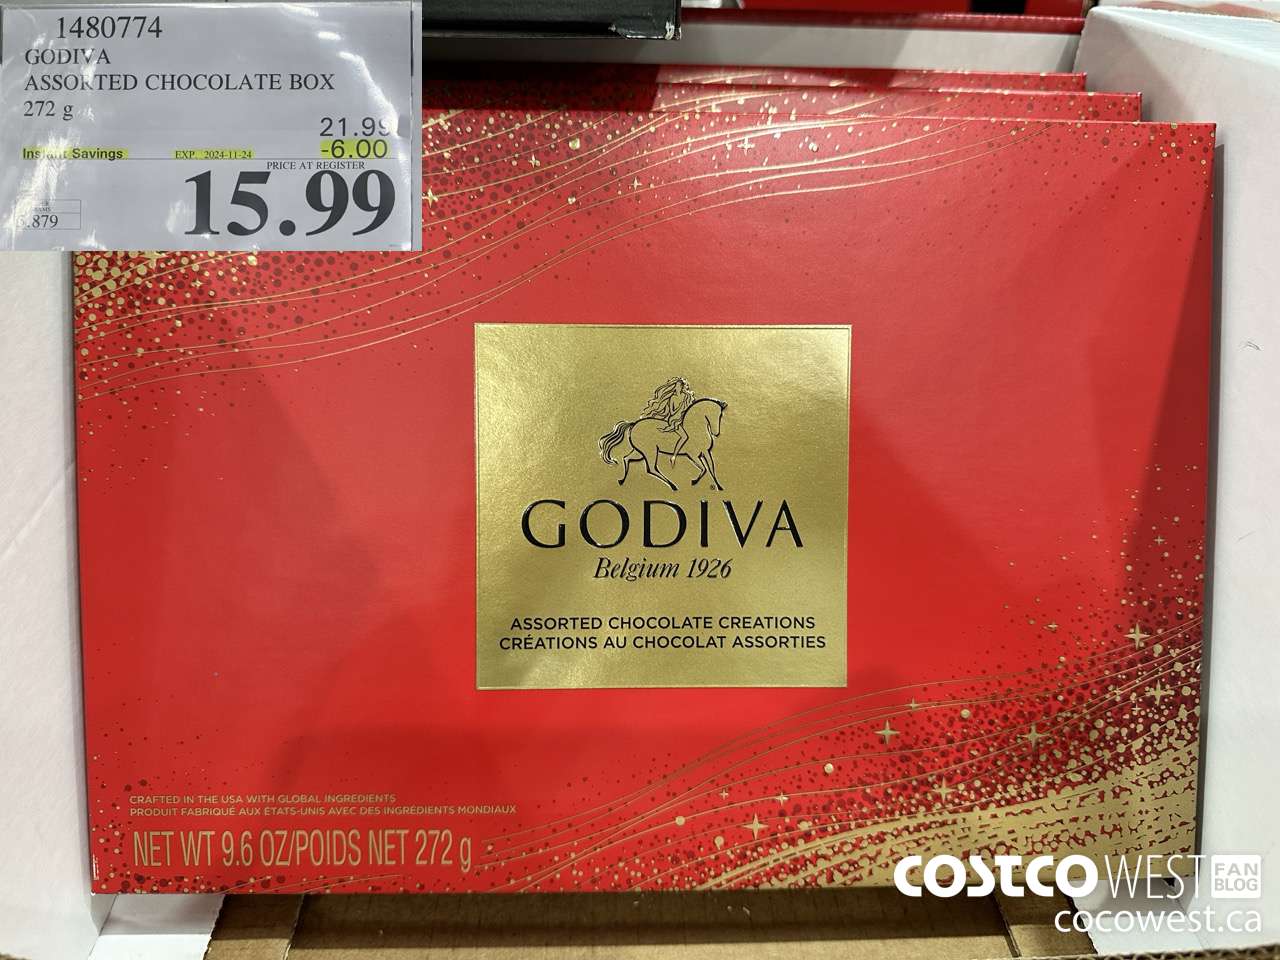 1480774
GODIVA
ASSORTED CHOCOLATE BOX
272 g
21.99
Instant Savings EXP. 2024-11-24 -6.00
PRICE AT REGISTER
15.99
GODIVA
Belgium 1926
ASSORTED CHOCOLATE CREATIONS
CRÉATIONS AU CHOCOLAT ASSORTIES
CRAFTED IN THE USA WITH GLOBAL INGREDIENTS
PRODUIT FABRIQUÉ AUX ÉTATS-UNIS AVEC DES INGRÉDIENTS MONDIAUX
NET WT 9.6 OZ/POIDS NET 272 g
COSTCO WEST FAN BLOG
cocowest.ca